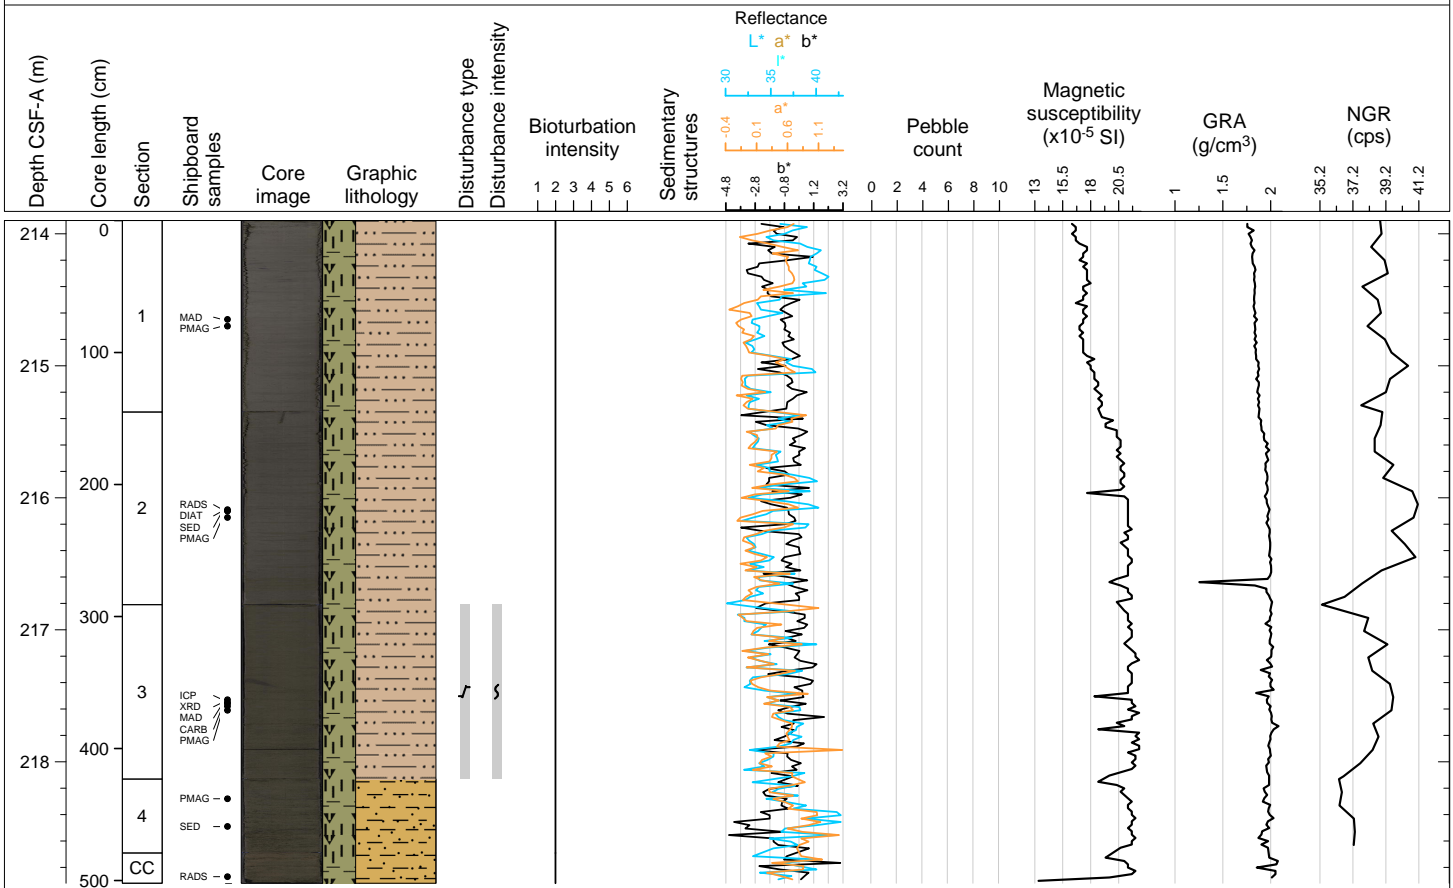 Depth CSF-A (m)
Core length (cm)
Section
Shipboard samples
Core image
Graphic lithology
Disturbance type
Disturbance intensity
Bioturbation intensity
1 2 3 4 5 6
Sedimentary structures
Reflectance
L* a* b*
l*
30 35 40
a*
-0.4 0.1 0.6 1.1
b*
-4.8 -2.8 -0.8 1.2 3.2
Pebble count
0 2 4 6 8 10
Magnetic susceptibility (x10-5 SI)
13 15.5 18 20.5
GRA (g/cm3)
1 1.5 2
NGR (cps)
35.2 37.2 39.2 41.2
214
215
216
217
218
0
100
200
300
400
500
1
2
3
4
CC
MAD
PMAG
RADS
DIAT
SED
PMAG
ICP
XRD
MAD
CARB
PMAG
PMAG
SED
RADS